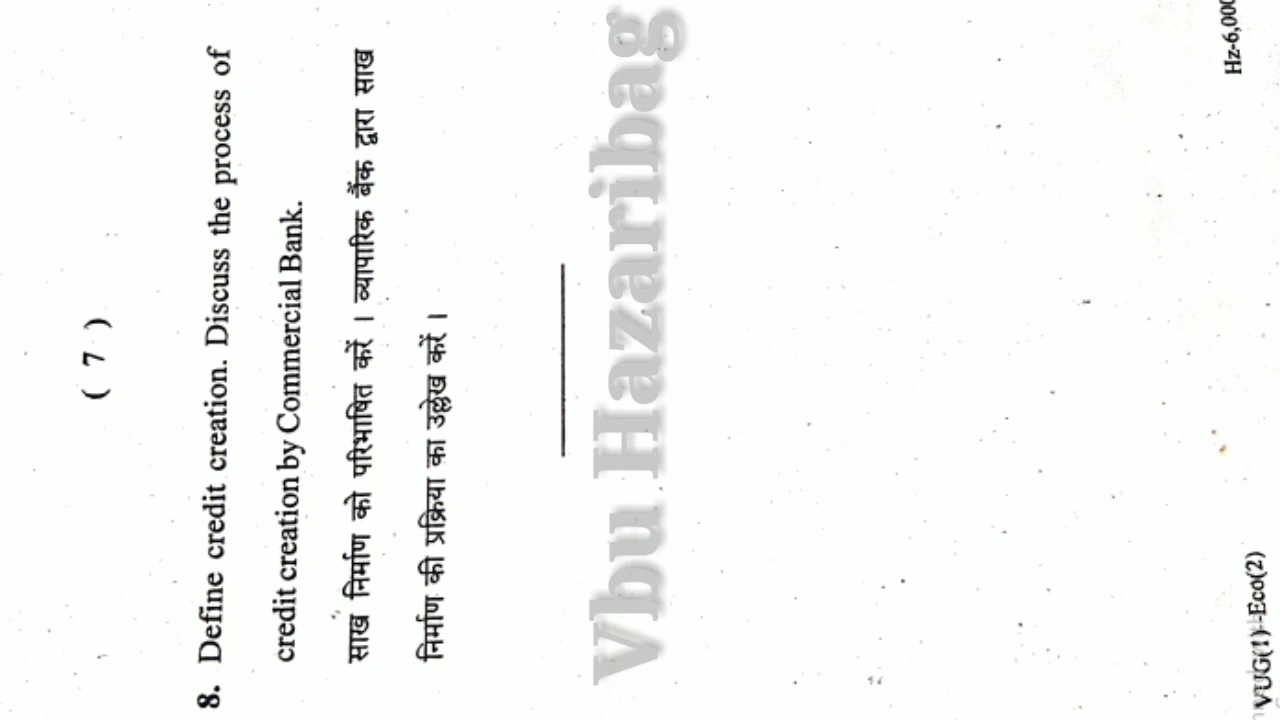 ( 7 )
8. Define credit creation. Discuss the process of
credit creation by Commercial Bank.
साख निर्माण को परिभाषित करें । व्यापारिक बैंक द्वारा साख
निर्माण की प्रक्रिया का उल्लेख करें ।
Vbu Hazaribag
VUG(1)--Eco(2)
Hz-6,000